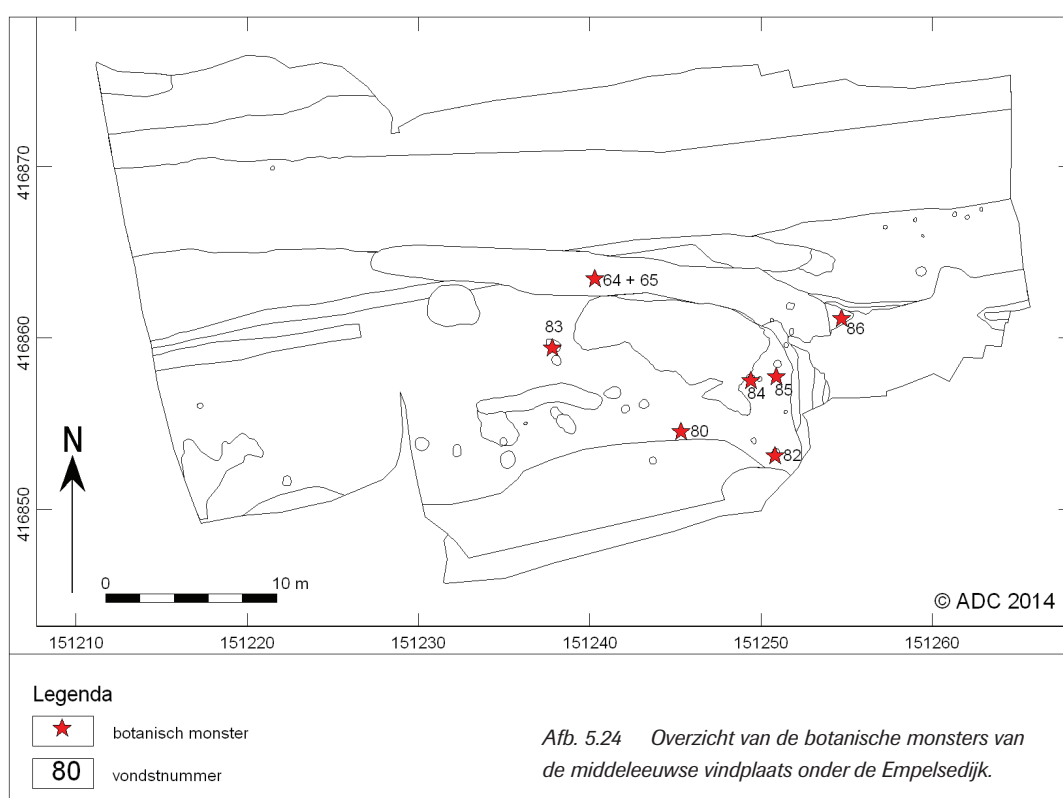 416870
416860
416850
64 + 65
83
86
84
85
80
82
N
0 10 m
© ADC 2014
151210 151220 151230 151240 151250 151260
Legenda
botanisch monster
80 vondstnummer
Afb. 5.24 Overzicht van de botanische monsters van
de middeleeuwse vindplaats onder de Empelsedijk.